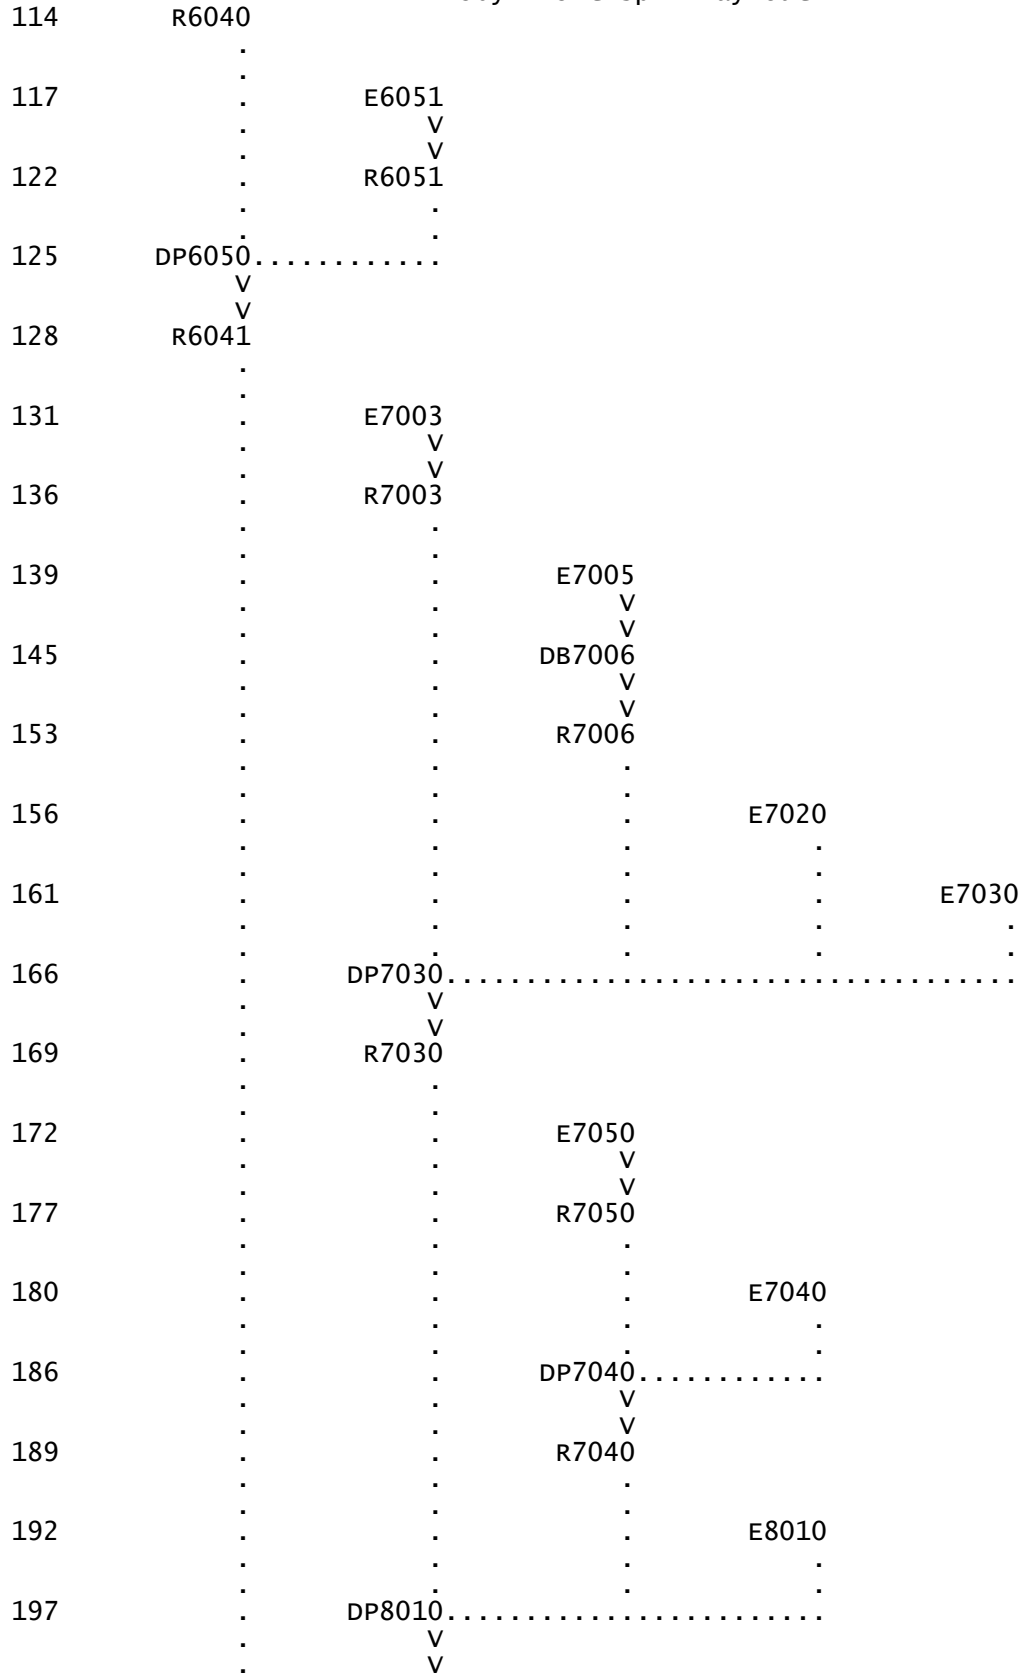 114 R6040
.
.
117 . E6051
. V
. V
122 . R6051
. .
. .
125 DP6050............
V
V
128 R6041
.
.
131 . E7003
. V
. V
136 . R7003
. .
. .
139 . . E7005
. . V
. . V
145 . . DB7006
. . V
. . V
153 . . R7006
. . .
. . .
156 . . . E7020
. . . .
. . . .
161 . . . . E7030
. . . . .
. . . . .
166 . DP7030....................................
. V
. V
169 . R7030
. .
. .
172 . . E7050
. . V
. . V
177 . . R7050
. . .
. . .
180 . . . E7040
. . . .
. . . .
186 . . DP7040............
. . V
. . V
189 . . R7040
. . .
. . .
192 . . . E8010
. . . .
. . . .
197 . DP8010........................
. V
. V